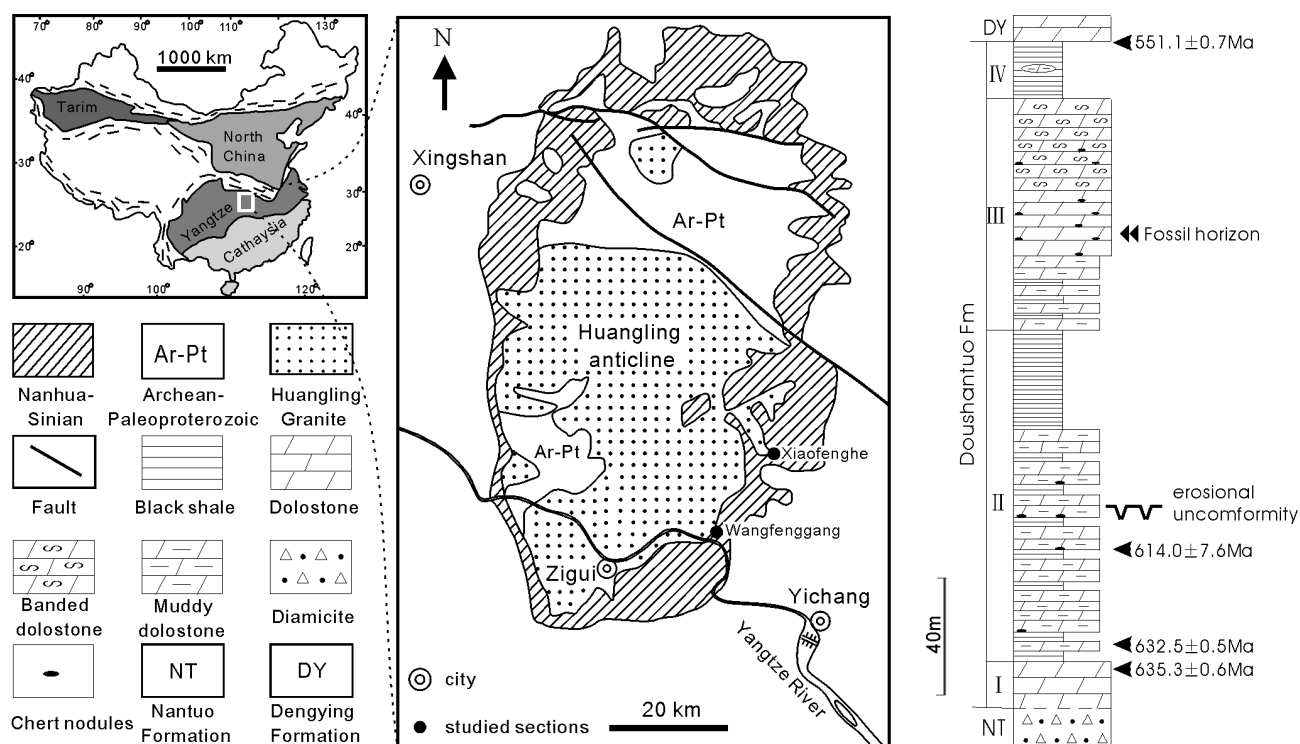 70°
90°
100°
110°
130°
1000 km
40°
40°
Tarim
North
China
30°
30°
Yangtze
Cathaysia
20°
20°
90°
100°
120°
Nanhua-
Sinian
Ar-Pt
Archean-
Paleoproterozoic
Huangling
Granite
Fault
Black shale
Dolostone
Banded
dolostone
Muddy
dolostone
Diamicite
Chert nodules
NT
Nantuo
Formation
DY
Dengying
Formation
N
Xingshan
Ar-Pt
Huangling
anticline
Ar-Pt
Xiaofenghe
Wangfenggang
Zigui
Yichang
Yangtze River
city
studied sections
20 km
DY
551.1±0.7Ma
IV
III
Fossil horizon
Doushantuo Fm
II
erosional
uncomformity
614.0±7.6Ma
40m
632.5±0.5Ma
635.3±0.6Ma
I
NT